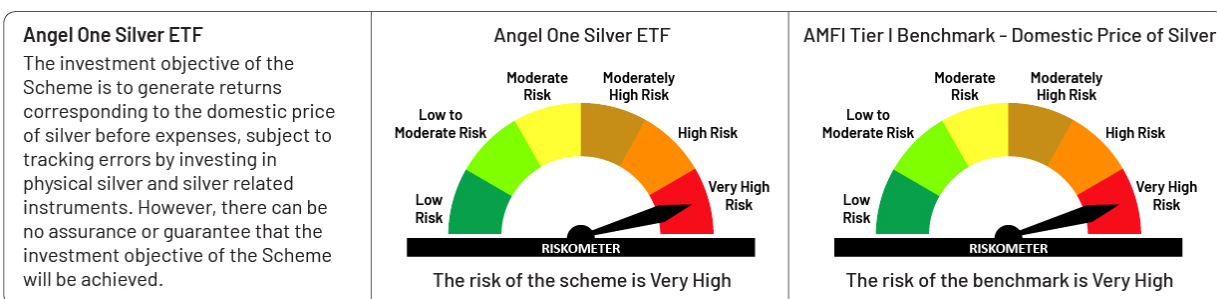 Angel One Silver ETF
The investment objective of the
Scheme is to generate returns
corresponding to the domestic price
of silver before expenses, subject to
tracking errors by investing in
physical silver and silver related
instruments. However, there can be
no assurance or guarantee that the
investment objective of the Scheme
will be achieved.
Angel One Silver ETF
Low
Risk
Low to
Moderate Risk
Moderate
Risk
Moderately
High Risk
High Risk
Very High
Risk
RISKOMETER
The risk of the scheme is Very High
AMFI Tier I Benchmark - Domestic Price of Silver
Low
Risk
Low to
Moderate Risk
Moderate
Risk
Moderately
High Risk
High Risk
Very High
Risk
RISKOMETER
The risk of the benchmark is Very High